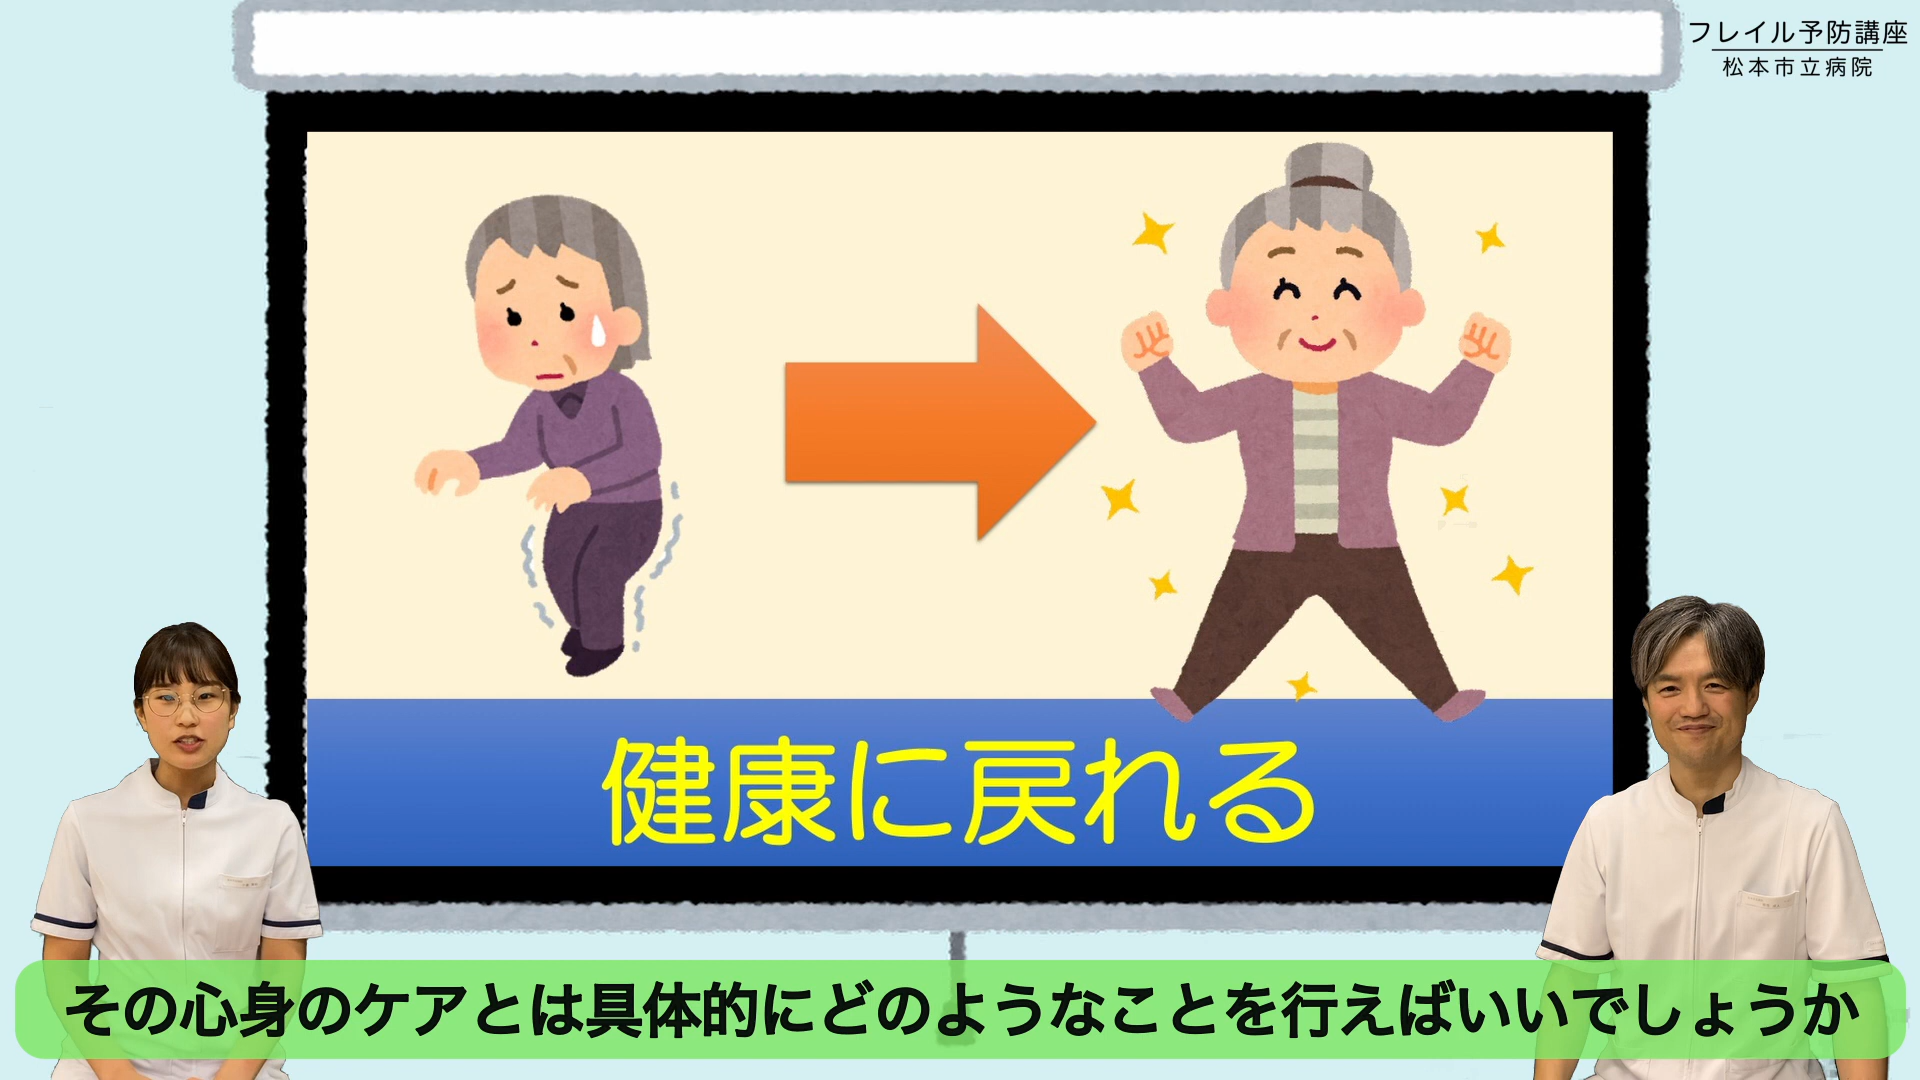 フレイル予防講座
松本市立病院
健康に戻れる
その心身のケアとは具体的にどのようなことを行えばいいでしょうか